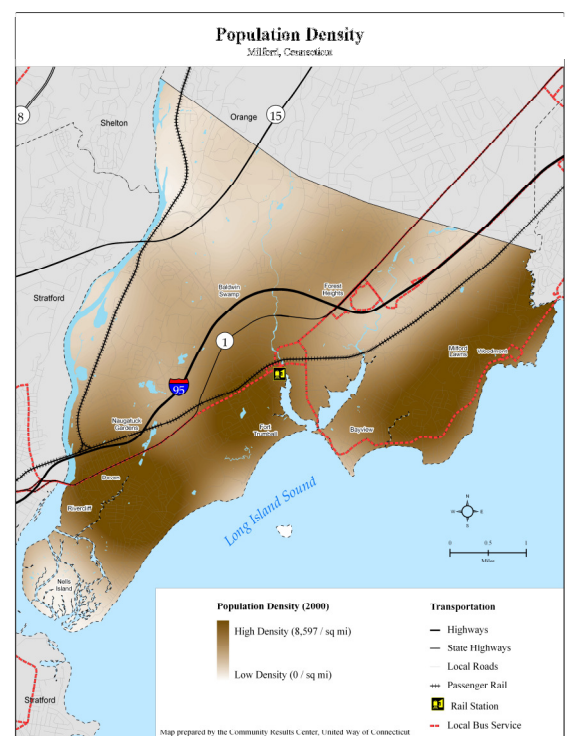 Population Density
Milford, Connecticut
8
Shelton
Orange
15
Stratford
Baldwin
Swamp
Forest
Heights
1
Milford
Lawns
Woodmont
95
Naugatuck
Gardens
Fort
Trumbull
Bayview
Devon
Rivercliff
Long Island Sound
N
W
E
S
0 0.5 1
Miles
Nells
Island
Stratford
Population Density (2000)
High Density (8,597 / sq mi)
Low Density (0 / sq mi)
Transportation
Highways
State Highways
Local Roads
Passenger Rail
Rail Station
Local Bus Service
Map prepared by the Community Results Center, United Way of Connecticut